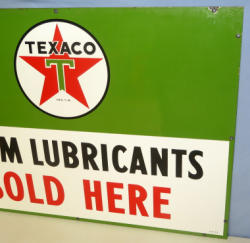 TEXACO
T
M LUBRICANTS
OLD HERE